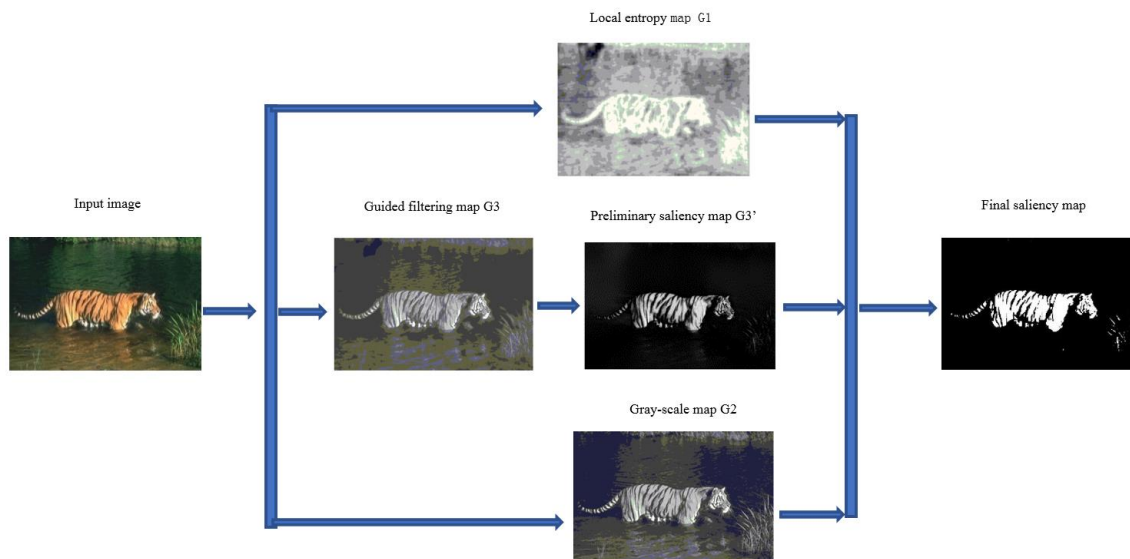 Local entropy map G1
Input image
Guided filtering map G3
Preliminary saliency map G3’
Final saliency map
Gray-scale map G2